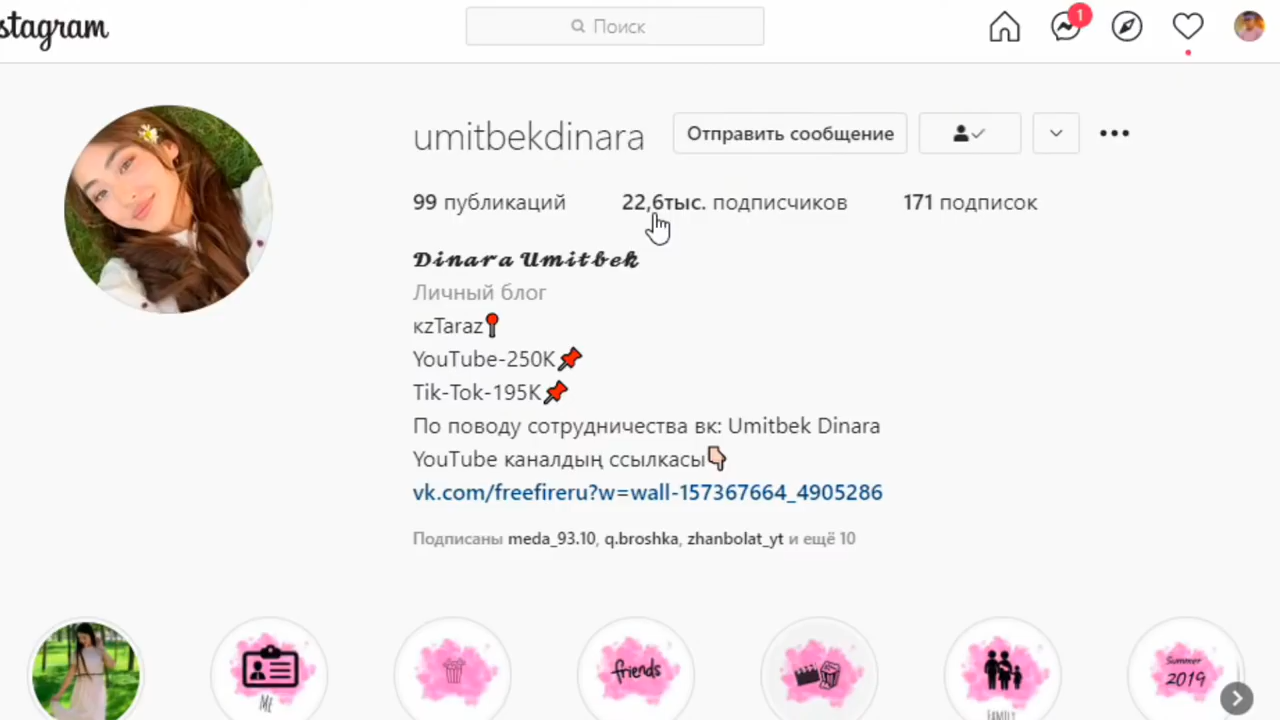 stagram
Поиск
1
umitbekdinara
Отправить сообщение
99 публикаций
22,6тыс. подписчиков
171 подписок
𝓓𝓲𝓷𝓪𝓻𝓪 𝓤𝓶𝓲𝓽𝓫𝓮𝓴
Личный блог
кzTaraz📍
YouTube-250K📌
Tik-Tok-195K📌
По поводу сотрудничества вк: Umitbek Dinara
YouTube каналдың ссылкасы👇🏻
vk.com/freefireru?w=wall-157367664_4905286
Подписаны meda_93.10, q.broshka, zhanbolat_yt и ещё 10
ME
friends
FAMILY
Summer
2019